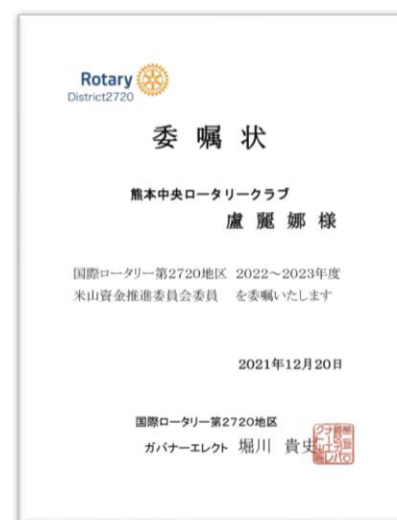 Rotary
District2720
委嘱状
熊本中央ロータリークラブ
盧麗娜様
国際ロータリー第2720地区 2022～2023年度
米山資金推進委員会委員 を委嘱いたします
2021年12月20日
国際ロータリー第2720地区
ガバナーエレクト 堀川 貴史